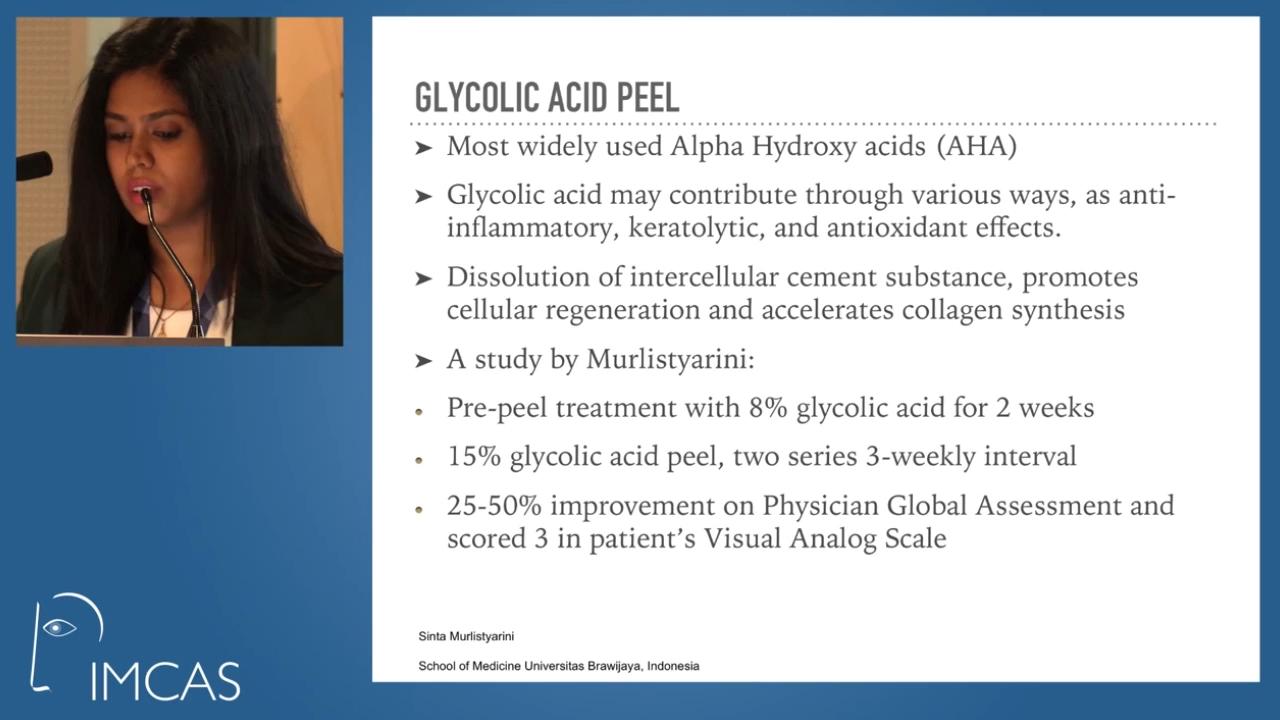 GLYCOLIC ACID PEEL
➤ Most widely used Alpha Hydroxy acids (AHA)
➤ Glycolic acid may contribute through various ways, as anti-
inflammatory, keratolytic, and antioxidant effects.
➤ Dissolution of intercellular cement substance, promotes
cellular regeneration and accelerates collagen synthesis
➤ A study by Murlistyarini:
• Pre-peel treatment with 8% glycolic acid for 2 weeks
• 15% glycolic acid peel, two series 3-weekly interval
• 25-50% improvement on Physician Global Assessment and
scored 3 in patient’s Visual Analog Scale
Sinta Murlistyarini
School of Medicine Universitas Brawijaya, Indonesia
IMCAS